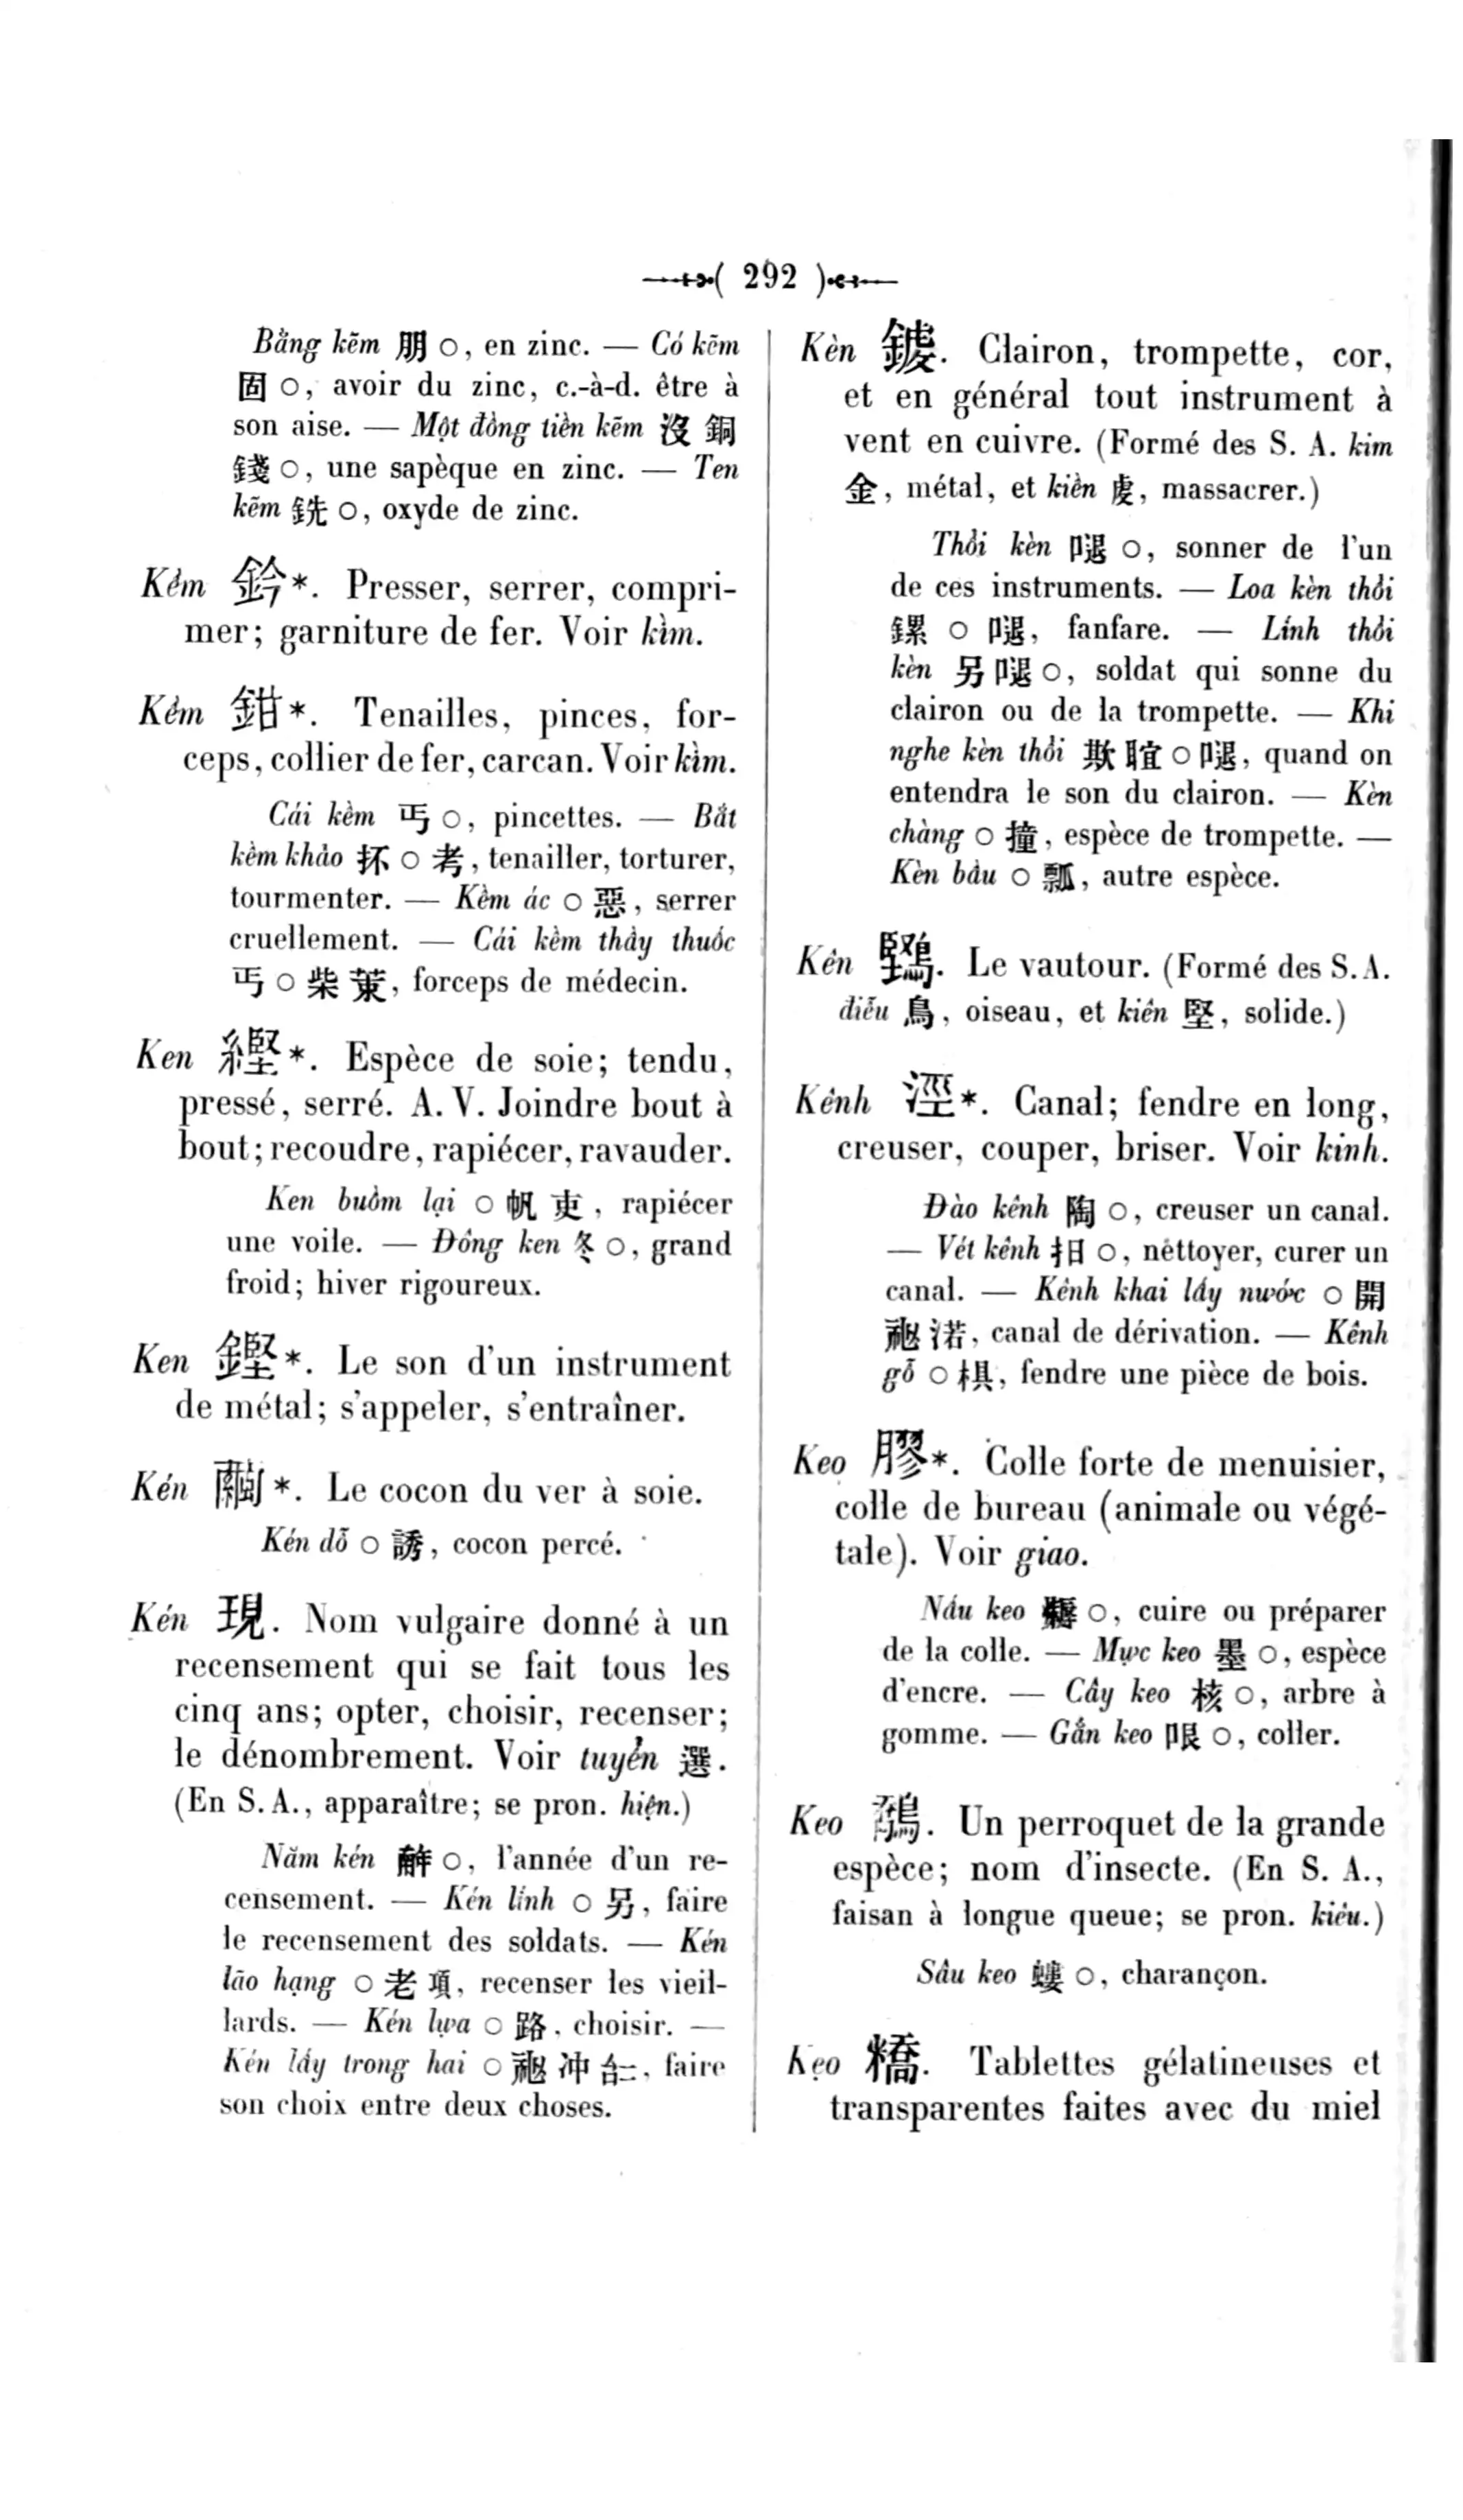 ( 292 )
Bằng kẽm 朋 ○, en zinc. — Có kẽm
固 ○, avoir du zinc, c.-à-d. être à
son aise. — Một đồng tiền kẽm 沒 銅
錢 ○, une sapèque en zinc. — Ten
kẽm 銑 ○, oxyde de zinc.
Kềm 鈐*. Presser, serrer, compri-
mer; garniture de fer. Voir kìm.
Kềm 鉗*. Tenailles, pinces, for-
ceps, collier de fer, carcan. Voir kìm.
Cái kềm 丐 ○, pincettes. — Bắt
kềm khảo 抔 ○ 考, tenailler, torturer,
tourmenter. — Kềm ác ○ 惡, serrer
cruellement. — Cái kềm thầy thuốc
丐 ○ 柴 , forceps de médecin.
Ken 縴*. Espèce de soie; tendu,
pressé, serré. A. V. Joindre bout à
bout; recoudre, rapiécer, ravauder.
Ken buồm lại ○ 帆 吏, rapiécer
une voile. — Đông ken 冬 ○, grand
froid; hiver rigoureux.
Ken 鏗*. Le son d'un instrument
de métal; s'appeler, s'entraîner.
Kén *. Le cocon du ver à soie.
Kén dỗ ○ 誘, cocon percé.
Kén 現. Nom vulgaire donné à un
recensement qui se fait tous les
cinq ans; opter, choisir, recenser;
le dénombrement. Voir tuyển 選.
(En S. A., apparaître; se pron. hiện.)
Năm kén ○, l'année d'un re-
censement. — Kén lính ○ 另, faire
le recensement des soldats. — Kén
lão hạng ○ 老 項, recenser les vieil-
lards. — Kén lựa ○ 路, choisir. —
Kén lấy trong hai ○ 冲 , faire
son choix entre deux choses.
Kèn . Clairon, trompette, cor,
et en général tout instrument à
vent en cuivre. (Formé des S. A. kim
金, métal, et kiền 虔, massacrer.)
Thổi kèn ○, sonner de l'un
de ces instruments. — Loa kèn thổi
鏍 ○ , fanfare. — Lính thổi
kèn 另 ○, soldat qui sonne du
clairon ou de la trompette. — Khi
nghe kèn thổi 欺 ○ , quand on
entendra le son du clairon. — Kèn
chàng ○ 撞, espèce de trompette. —
Kèn bầu ○ 瓢, autre espèce.
Kên . Le vautour. (Formé des S. A.
điểu 鳥, oiseau, et kiên 堅, solide.)
Kênh 涇*. Canal; fendre en long,
creuser, couper, briser. Voir kinh.
Đào kênh 陶 ○, creuser un canal.
— Vét kênh 抇 ○, nettoyer, curer un
canal. — Kênh khai lấy nước ○ 開
渃, canal de dérivation. — Kênh
gỗ ○ 椇, fendre une pièce de bois.
Keo 膠*. Colle forte de menuisier,
colle de bureau (animale ou végé-
tale). Voir giao.
Nấu keo ○, cuire ou préparer
de la colle. — Mực keo 墨 ○, espèce
d'encre. — Cây keo 核 ○, arbre à
gomme. — Gắn keo 哏 ○, coller.
Keo 鷮. Un perroquet de la grande
espèce; nom d'insecte. (En S. A.,
faisan à longue queue; se pron. kiêu.)
Sâu keo 螻 ○, charançon.
Kẹo . Tablettes gélatineuses et
transparentes faites avec du miel